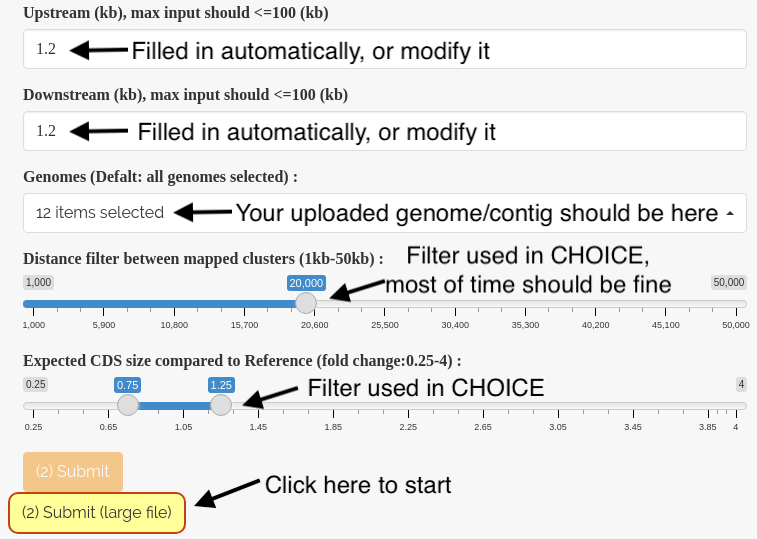 Upstream (kb), max input should <=100 (kb)
1.2 Filled in automatically, or modify it
Downstream (kb), max input should <=100 (kb)
1.2 Filled in automatically, or modify it
Genomes (Defalt: all genomes selected) :
12 items selected Your uploaded genome/contig should be here
Distance filter between mapped clusters (1kb-50kb) : Filter used in CHOICE,
1,000 20,000 most of time should be fine 50,000
1,000 5,900 10,800 15,700 20,600 25,500 30,400 35,300 40,200 45,100 50,000
Expected CDS size compared to Reference (fold change:0.25-4) :
0.25 0.75 1.25 Filter used in CHOICE 4
0.25 0.65 1.05 1.45 1.85 2.25 2.65 3.05 3.45 3.85 4
(2) Submit
Click here to start
(2) Submit (large file)